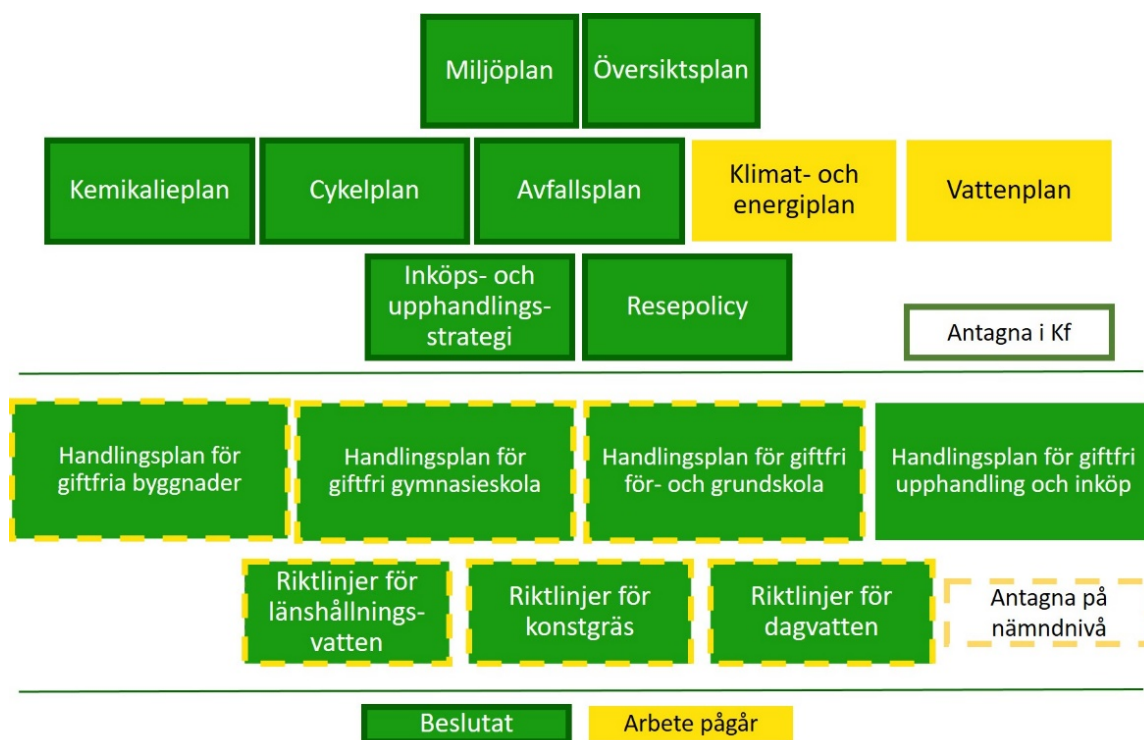 Miljöplan
Översiktsplan
Kemikalieplan
Cykelplan
Avfallsplan
Klimat- och
energiplan
Vattenplan
Inköps- och
upphandlings-
strategi
Resepolicy
Antagna i Kf
Handlingsplan för
giftfria byggnader
Handlingsplan för
giftfri gymnasieskola
Handlingsplan för giftfri
för- och grundskola
Handlingsplan för giftfri
upphandling och inköp
Riktlinjer för
länshållnings-
vatten
Riktlinjer för
konstgräs
Riktlinjer för
dagvatten
Antagna på
nämndnivå
Beslutat
Arbete pågår